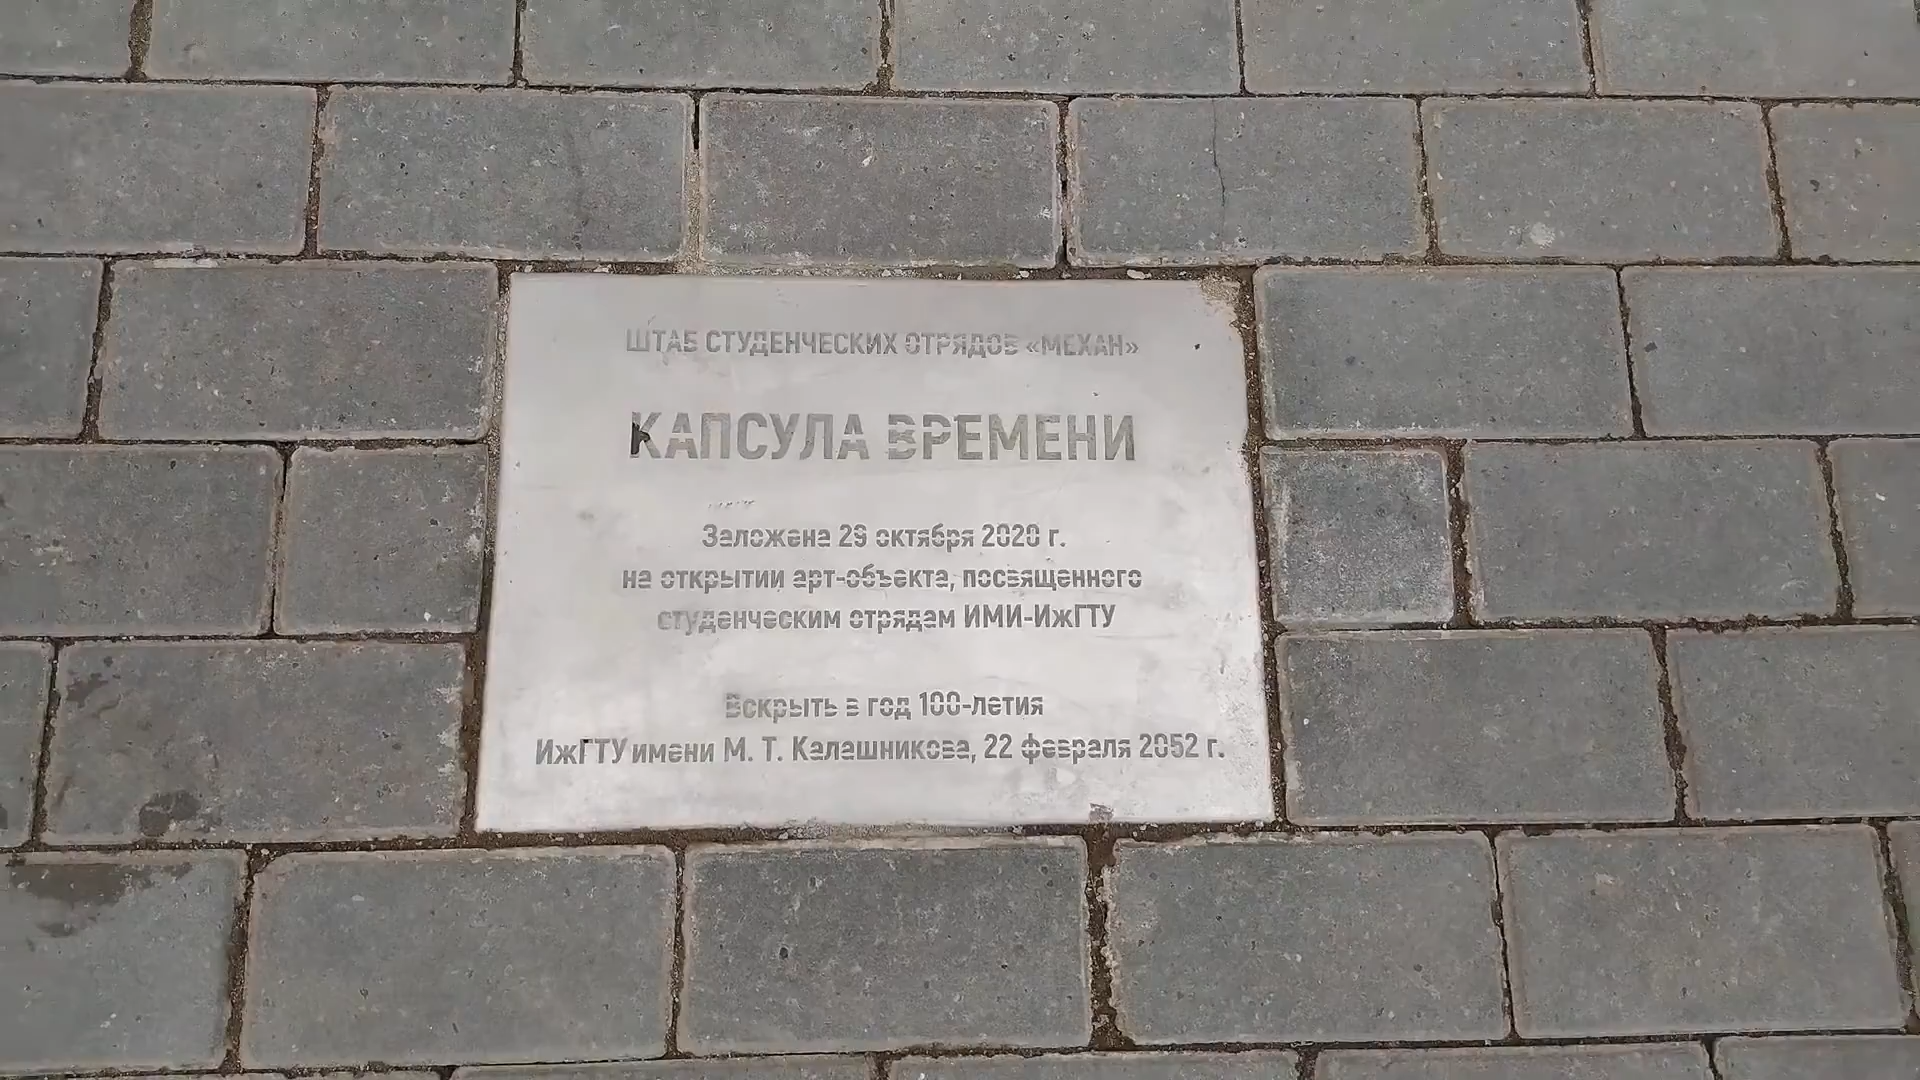 ШТАБ СТУДЕНЧЕСКИХ ОТРЯДОВ «МЕХАН»
КАПСУЛА ВРЕМЕНИ
Заложена 29 октября 2020 г.
на открытии арт-объекта, посвященного
студенческим отрядам ИМИ-ИжГТУ
Вскрыть в год 100-летия
ИжГТУ имени М. Т. Калашникова, 22 февраля 2052 г.